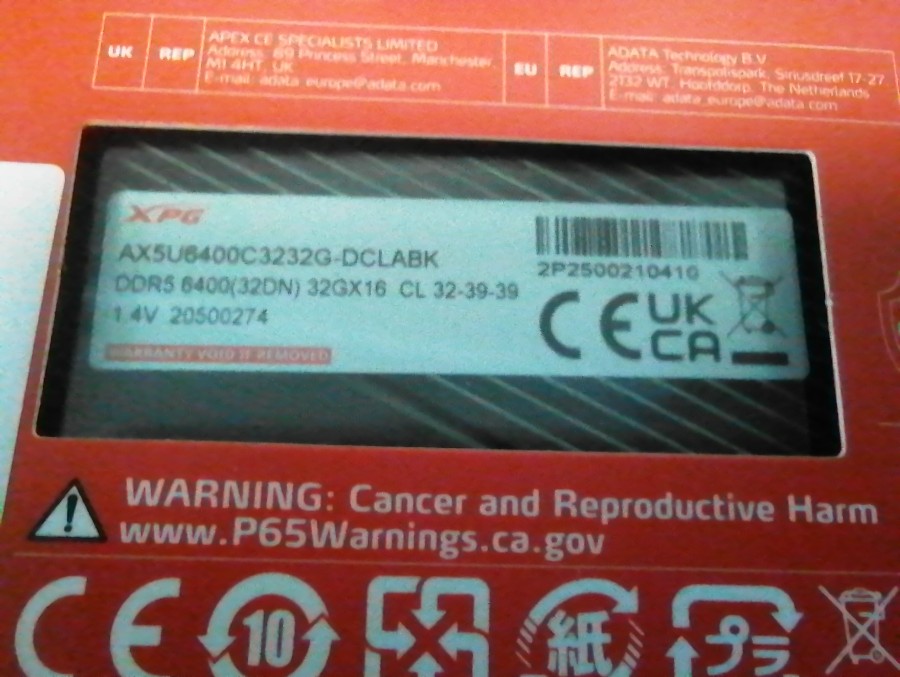 UK
REP
APEX CE SPECIALISTS LIMITED
Address: 89 Princess Street, Manchester,
M1 4HT, UK
E-mail: adata_europe@adata.com
EU
REP
ADATA Technology B.V.
Address: Transpolispark, Siriusdreef 17-27
2132 WT, Hoofddorp, The Netherlands
E-mail: adata_europe@adata.com
XPG
AX5U6400C3232G-DCLABK
DDR5 6400(32DN) 32GX16 CL 32-39-39
1.4V 20500274
WARRANTY VOID IF REMOVED
2P2500210410
CE
UK
CA
WARNING: Cancer and Reproductive Harm
www.P65Warnings.ca.gov
CE
10
紙
プラ